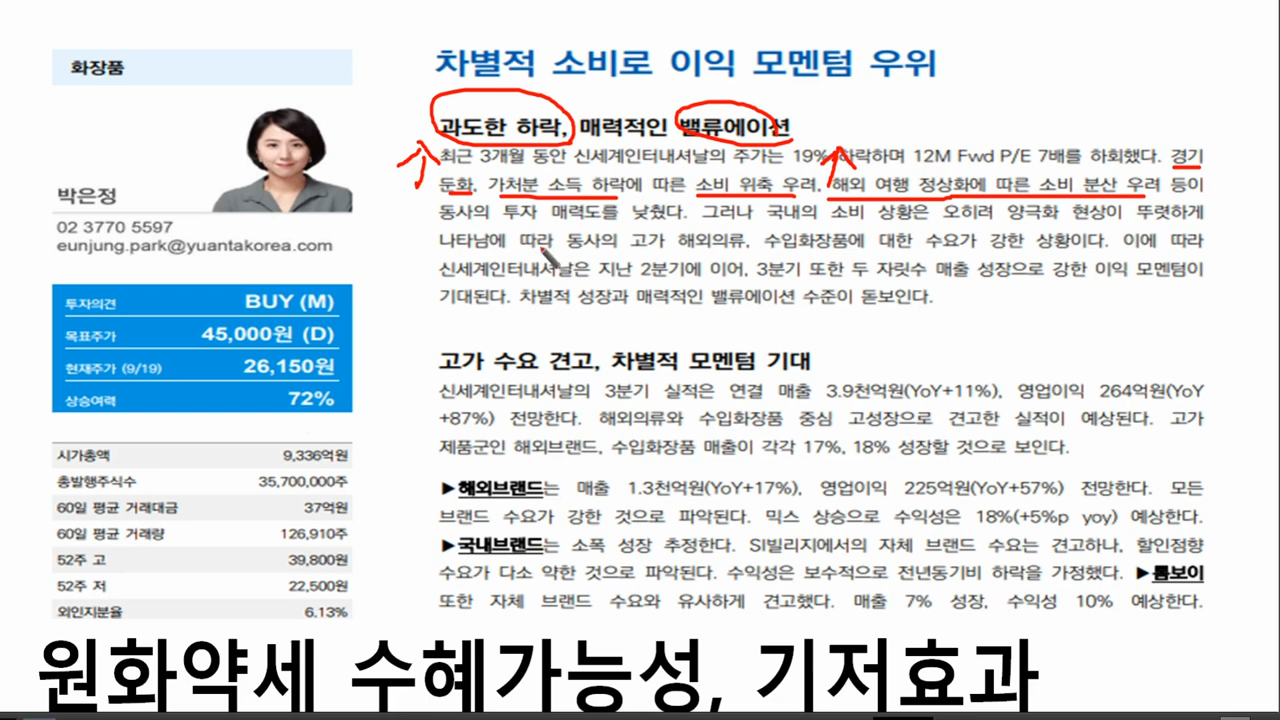 화장품
박은정
02 3770 5597
eunjung.park@yuantakorea.com
투자의견 BUY (M)
목표주가 45,000원 (D)
현재주가 (9/19) 26,150원
상승여력 72%
시가총액 9,336억원
총발행주식수 35,700,000주
60일 평균 거래대금 37억원
60일 평균 거래량 126,910주
52주 고 39,800원
52주 저 22,500원
외인지분율 6.13%
차별적 소비로 이익 모멘텀 우위
과도한 하락, 매력적인 밸류에이션
최근 3개월 동안 신세계인터내셔날의 주가는 19% 하락하며 12M Fwd P/E 7배를 하회했다. 경기
둔화, 가처분 소득 하락에 따른 소비 위축 우려, 해외 여행 정상화에 따른 소비 분산 우려 등이
동사의 투자 매력도를 낮췄다. 그러나 국내의 소비 상황은 오히려 양극화 현상이 뚜렷하게
나타남에 따라 동사의 고가 해외의류, 수입화장품에 대한 수요가 강한 상황이다. 이에 따라
신세계인터내셔날은 지난 2분기에 이어, 3분기 또한 두 자릿수 매출 성장으로 강한 이익 모멘텀이
기대된다. 차별적 성장과 매력적인 밸류에이션 수준이 돋보인다.
고가 수요 견고, 차별적 모멘텀 기대
신세계인터내셔날의 3분기 실적은 연결 매출 3.9천억원(YoY+11%), 영업이익 264억원(YoY
+87%) 전망한다. 해외의류와 수입화장품 중심 고성장으로 견고한 실적이 예상된다. 고가
제품군인 해외브랜드, 수입화장품 매출이 각각 17%, 18% 성장할 것으로 보인다.
▶해외브랜드는 매출 1.3천억원(YoY+17%), 영업이익 225억원(YoY+57%) 전망한다. 모든
브랜드 수요가 강한 것으로 파악된다. 믹스 상승으로 수익성은 18%(+5%p yoy) 예상한다.
▶국내브랜드는 소폭 성장 추정한다. SI빌리지에서의 자체 브랜드 수요는 견고하나, 할인점향
수요가 다소 약한 것으로 파악된다. 수익성은 보수적으로 전년동기비 하락을 가정했다. ▶톰보이
또한 자체 브랜드 수요와 유사하게 견고했다. 매출 7% 성장, 수익성 10% 예상한다.
원화약세 수혜가능성, 기저효과